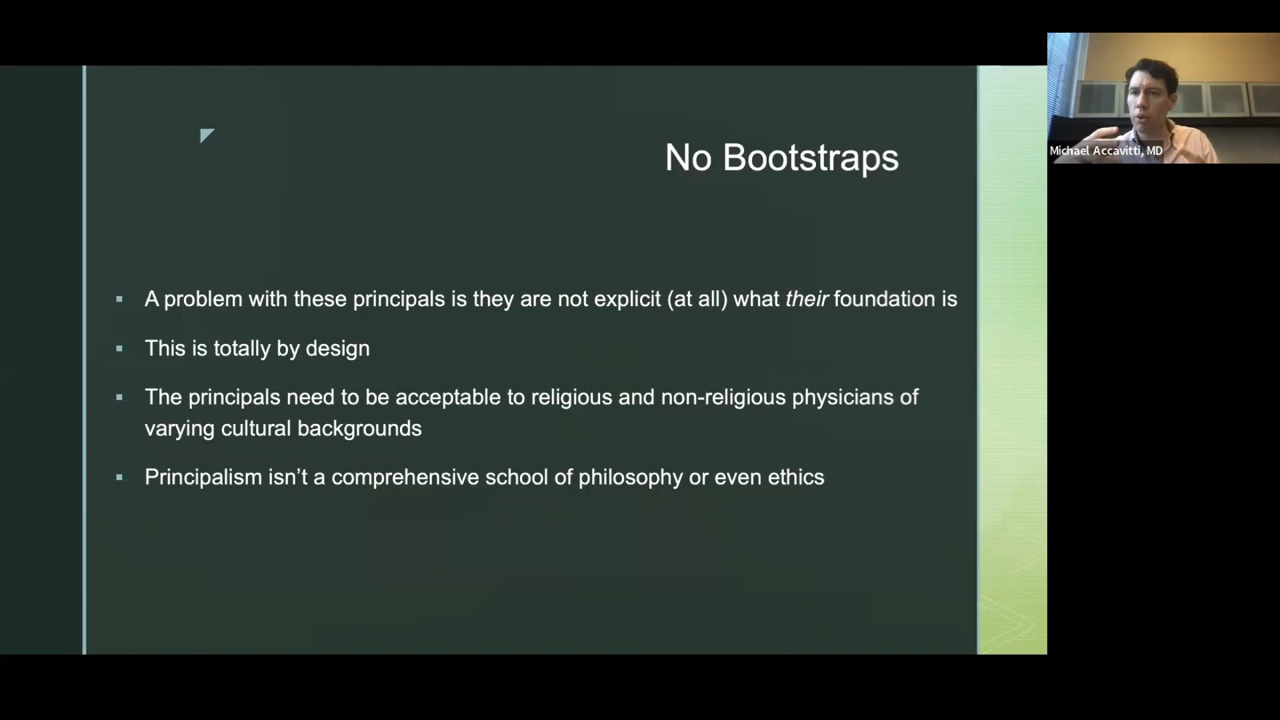 No Bootstraps
▪ A problem with these principals is they are not explicit (at all) what their foundation is
▪ This is totally by design
▪ The principals need to be acceptable to religious and non-religious physicians of
varying cultural backgrounds
▪ Principalism isn’t a comprehensive school of philosophy or even ethics
Michael Accavitti, MD